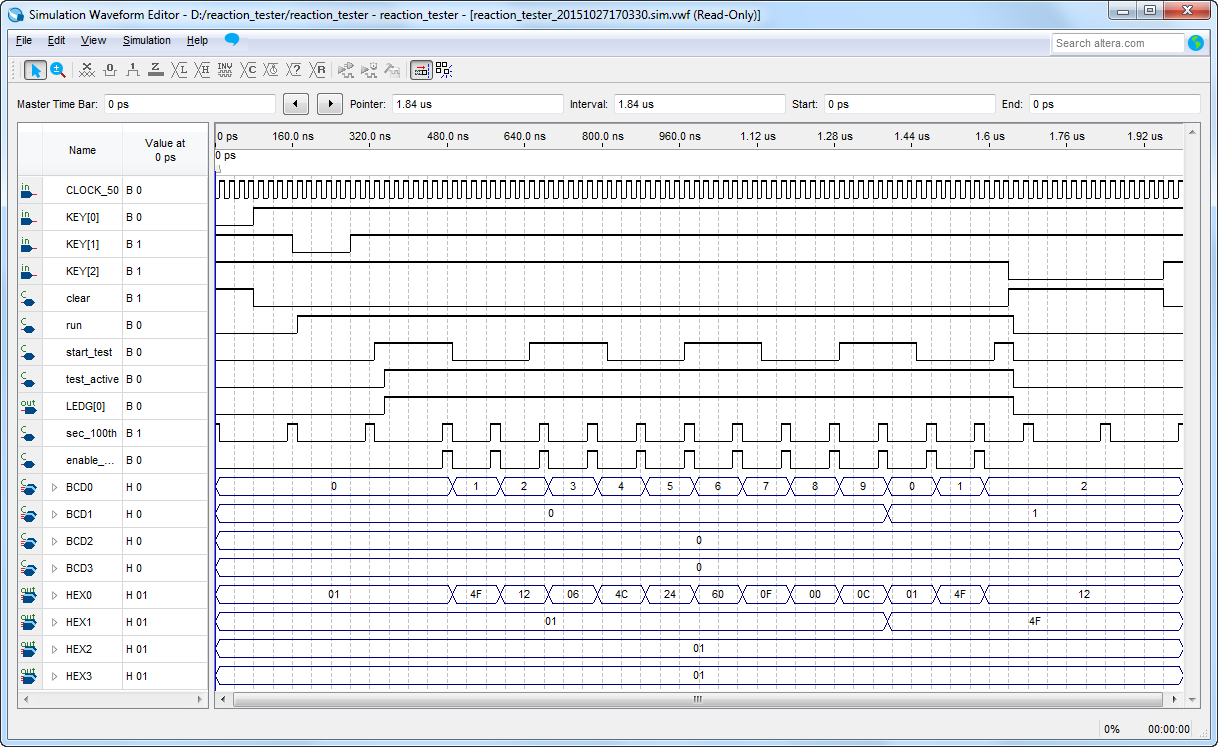 Simulation Waveform Editor - D:/reaction_tester/reaction_tester - reaction_tester - [reaction_tester_20151027170330.sim.vwf (Read-Only)]
File Edit View Simulation Help Search altera.com
Master Time Bar: 0 ps Pointer: 1.84 us Interval: 1.84 us Start: 0 ps End: 0 ps
Name Value at 0 ps 0 ps 160.0 ns 320.0 ns 480.0 ns 640.0 ns 800.0 ns 960.0 ns 1.12 us 1.28 us 1.44 us 1.6 us 1.76 us 1.92 us
0 ps
in CLOCK_50 B 0
in KEY[0] B 0
in KEY[1] B 1
in KEY[2] B 1
clear B 1
run B 0
start_test B 0
test_active B 0
out LEDG[0] B 0
sec_100th B 1
enable_... B 0
BCD0 H 0 0 1 2 3 4 5 6 7 8 9 0 1 2
BCD1 H 0 0 1
BCD2 H 0 0
BCD3 H 0 0
out HEX0 H 01 01 4F 12 06 4C 24 60 0F 00 0C 01 4F 12
out HEX1 H 01 01 4F
out HEX2 H 01 01
out HEX3 H 01 01
0% 00:00:00